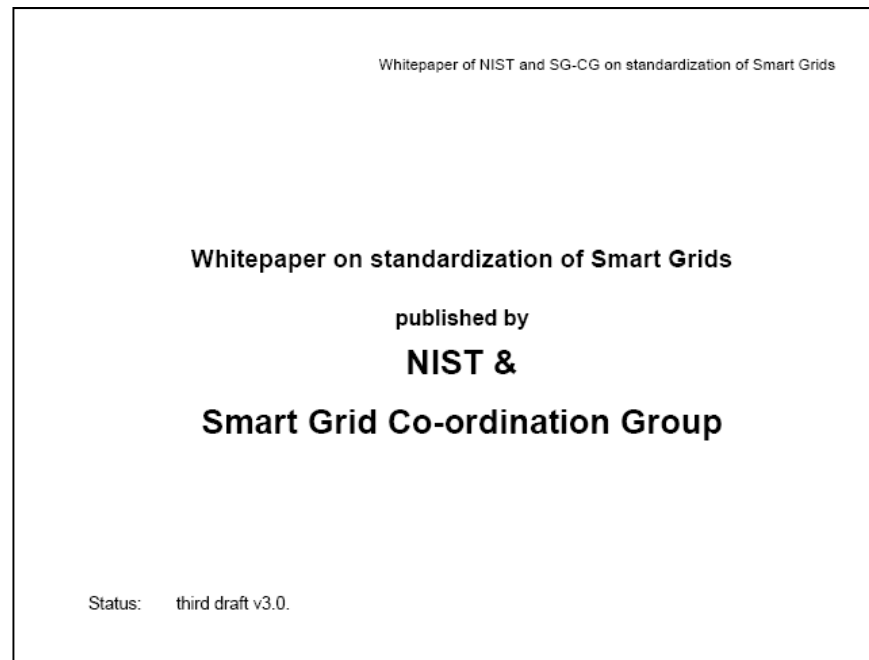 Whitepaper of NIST and SG-CG on standardization of Smart Grids
Whitepaper on standardization of Smart Grids
published by
NIST &
Smart Grid Co-ordination Group
Status: third draft v3.0.